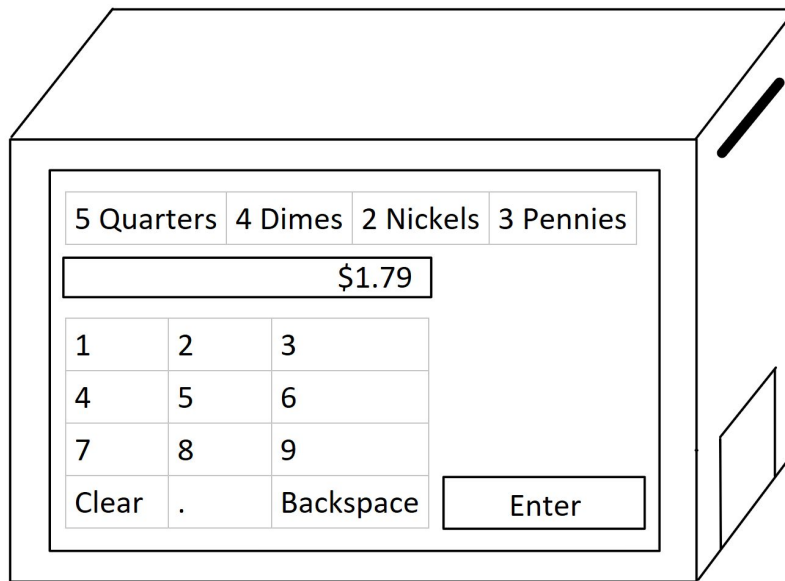 5 Quarters 4 Dimes 2 Nickels 3 Pennies
$1.79
1 2 3
4 5 6
7 8 9
Clear . Backspace Enter